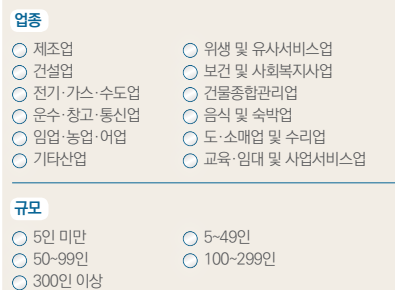 업종
○ 제조업 ○ 위생 및 유사서비스업
○ 건설업 ○ 보건 및 사회복지사업
○ 전기·가스·수도업 ○ 건물종합관리업
○ 운수·창고·통신업 ○ 음식 및 숙박업
○ 임업·농업·어업 ○ 도·소매업 및 수리업
○ 기타산업 ○ 교육·임대 및 사업서비스업
규모
○ 5인 미만 ○ 5~49인
○ 50~99인 ○ 100~299인
○ 300인 이상